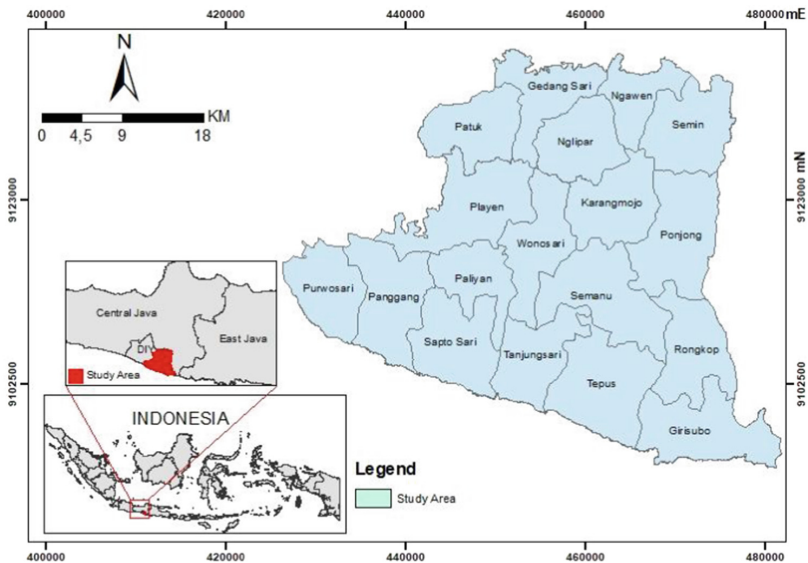 400000 420000 440000 460000 480000 mE
N
KM
0 4,5 9 18
Gedang Sari
Ngawen
Patuk
Semin
Nglipar
9123000
9123000 mN
Playen
Karangmojo
Ponjong
Wonosari
Purwosari
Panggang
Paliyan
Semanu
Central Java
East Java
DIY
Study Area
Sapto Sari
Tanjungsari
Rongkop
Tepus
9102500
9102500
Girisubo
INDONESIA
Legend
Study Area
400000 420000 440000 460000 480000